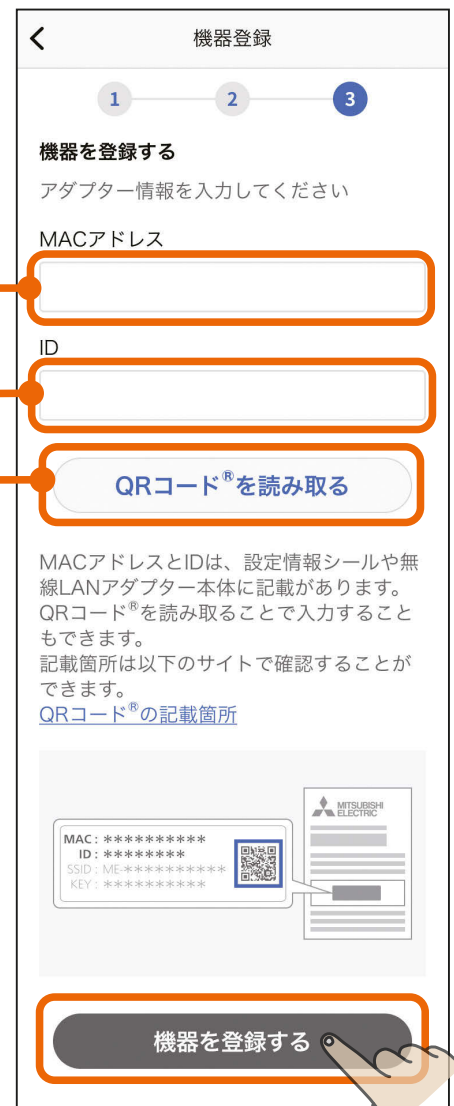 機器登録
1 2 3
機器を登録する
アダプター情報を入力してください
MACアドレス
ID
QRコード®を読み取る
MACアドレスとIDは、設定情報シールや無
線LANアダプター本体に記載があります。
QRコード®を読み取ることで入力すること
もできます。
記載箇所は以下のサイトで確認することが
できます。
QRコード®の記載箇所
MITSUBISHI
ELECTRIC
MAC : **********
ID : ********
SSID : ME-**********
KEY : **********
機器を登録する